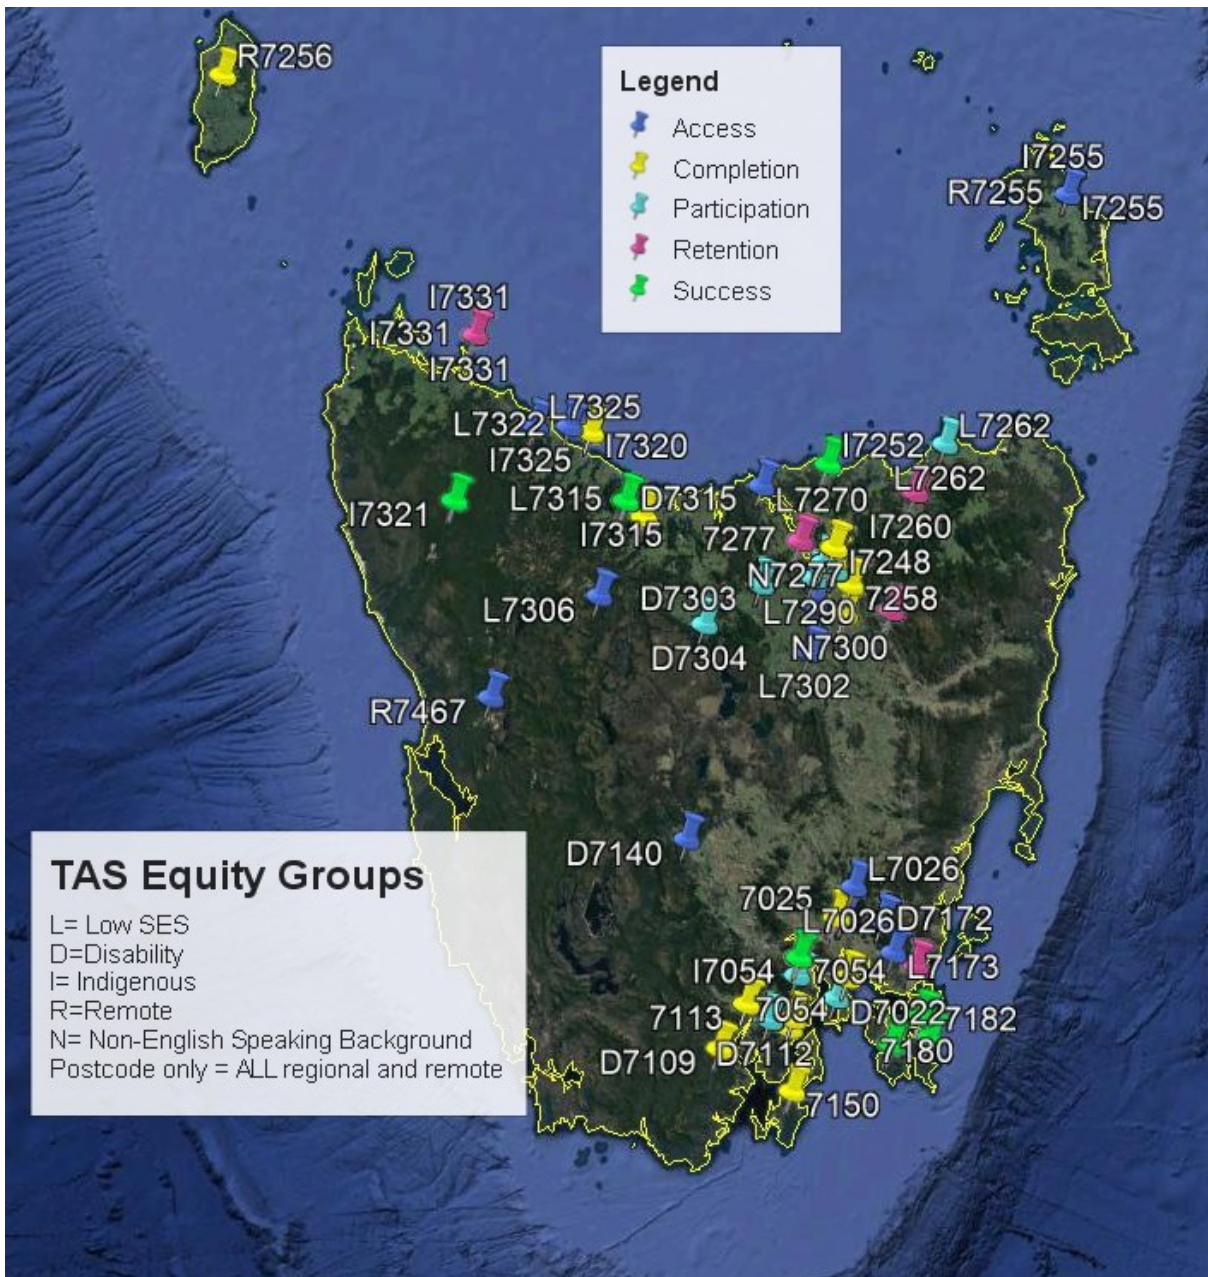 R7256
Legend
Access
Completion
Participation
Retention
Success
I7255
R7255
I7255
I7331
I7331
I7331
L7325
L7322
I7320
I7325
I7252
L7262
L7262
L7315
D7315
L7270
I7321
I7315
7277
I7260
N7277
I7248
L7306
D7303
L7290
7258
D7304
N7300
L7302
R7467
D7140
L7026
7025
L7026
D7172
I7054
7054
L7173
7113
7054
D7022
7182
D7109
D7112
7180
7150
TAS Equity Groups
L= Low SES
D=Disability
I= Indigenous
R=Remote
N= Non-English Speaking Background
Postcode only = ALL regional and remote